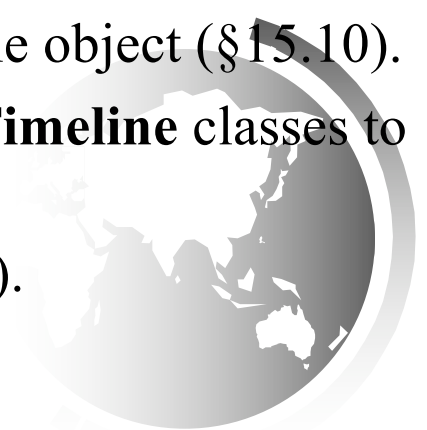 e object (§15.10).
Timeline classes to
).